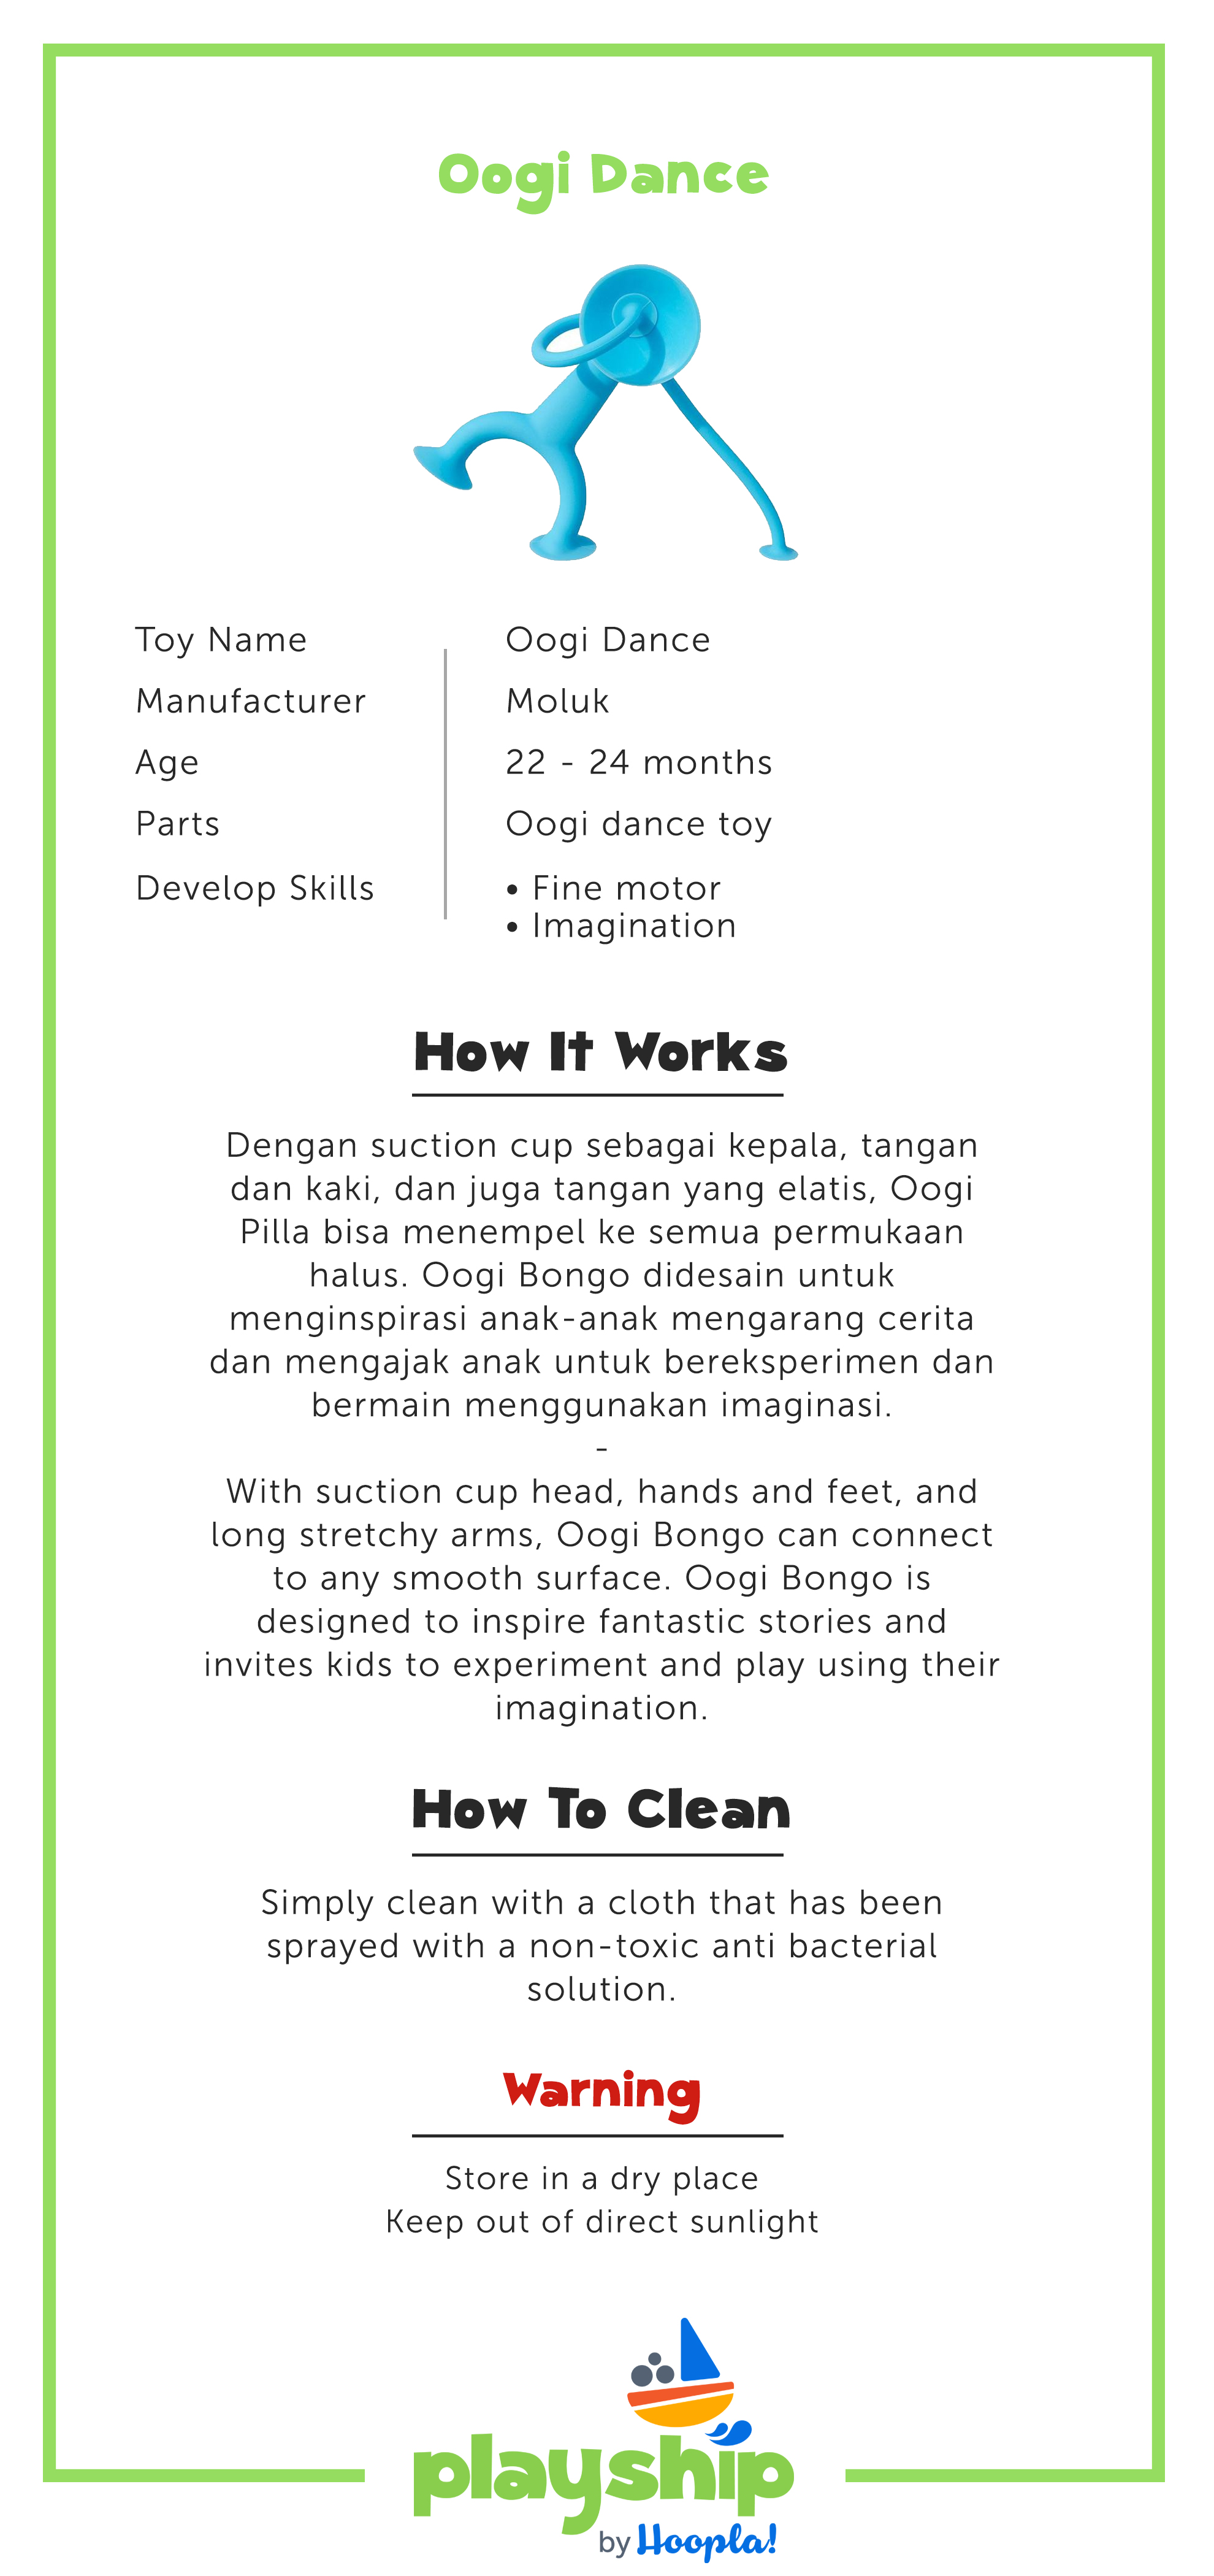 Oogi Dance
Toy Name
Oogi Dance
Manufacturer
Moluk
Age
22 - 24 months
Parts
Oogi dance toy
Develop Skills
• Fine motor
• Imagination
How It Works
Dengan suction cup sebagai kepala, tangan
dan kaki, dan juga tangan yang elatis, Oogi
Pilla bisa menempel ke semua permukaan
halus. Oogi Bongo didesain untuk
menginspirasi anak-anak mengarang cerita
dan mengajak anak untuk bereksperimen dan
bermain menggunakan imaginasi.
-
With suction cup head, hands and feet, and
long stretchy arms, Oogi Bongo can connect
to any smooth surface. Oogi Bongo is
designed to inspire fantastic stories and
invites kids to experiment and play using their
imagination.
How To Clean
Simply clean with a cloth that has been
sprayed with a non-toxic anti bacterial
solution.
Warning
Store in a dry place
Keep out of direct sunlight
playship
by Hoopla!